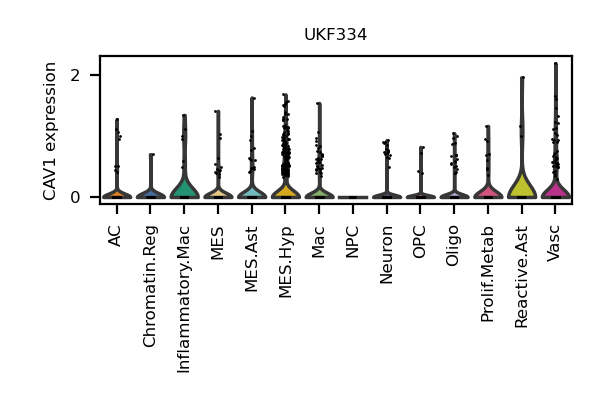 UKF334
CAV1 expression
2
0
AC
Chromatin.Reg
Inflammatory.Mac
MES
MES.Ast
MES.Hyp
Mac
NPC
Neuron
OPC
Oligo
Prolif.Metab
Reactive.Ast
Vasc